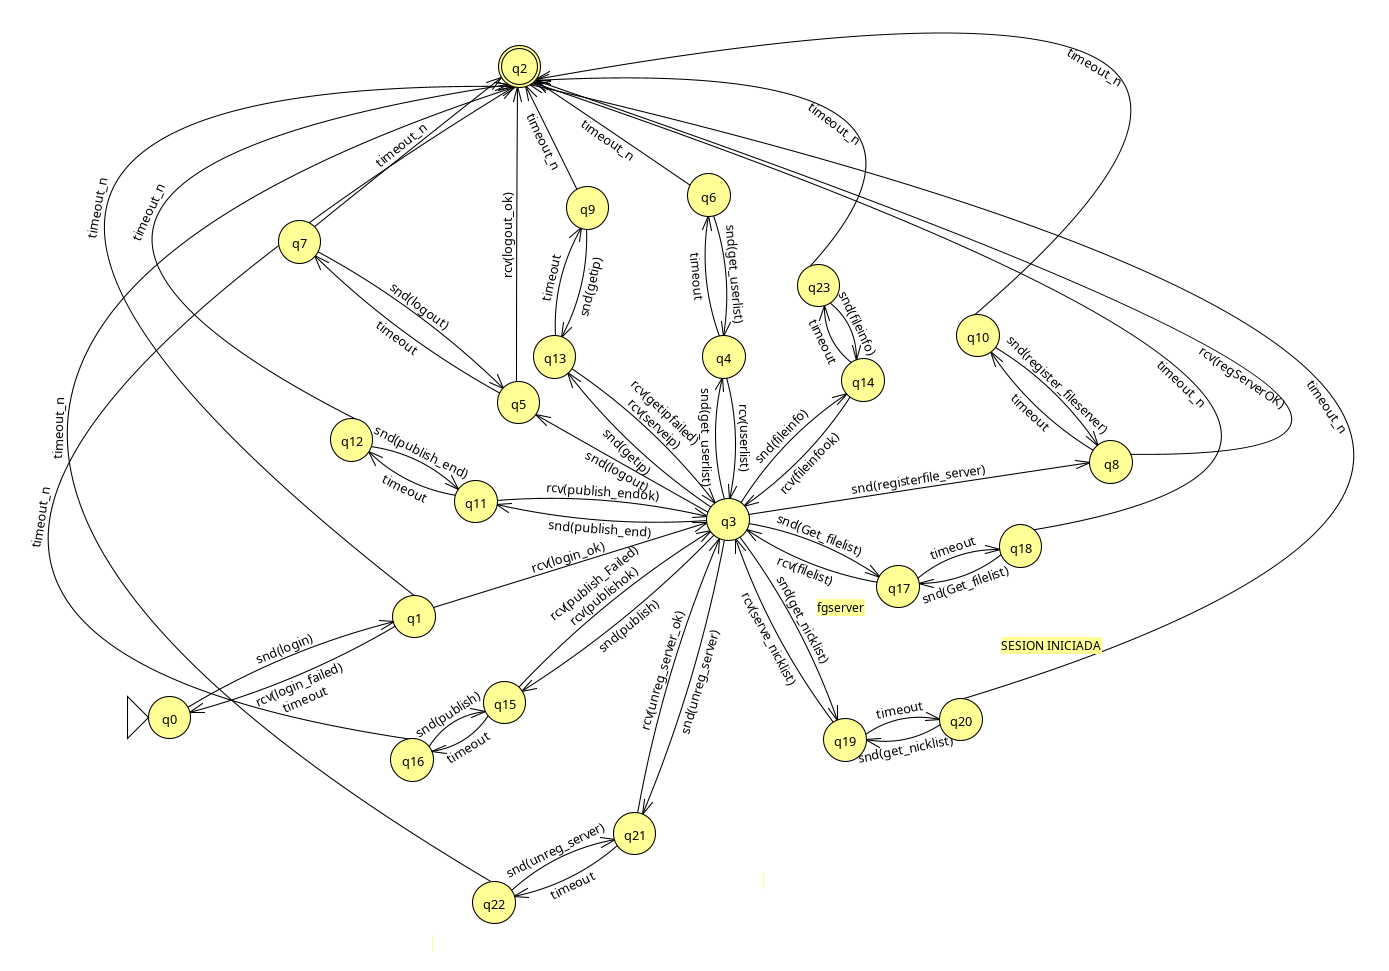 q2
timeout_n
timeout_n
timeout_n
timeout_n
timeout_n
timeout_n
timeout_n
q9
q6
q7
rcv(logout_ok)
snd(get_userlist)
timeout
timeout
snd(getip)
q23
snd(logout)
timeout
snd(fileinfo)
timeout
q10
snd(register_fileserver)
timeout
q13
q4
q14
rcv(regServerOK)
timeout_n
timeout_n
q5
rcv(getipfailed)
rcv(serveip)
snd(get_userlist)
rcv(userlist)
snd(fileinfo)
rcv(fileinfook)
timeout_n
q12
snd(publish_end)
timeout
snd(getip)
snd(logout)
q8
snd(registerfile_server)
q11
rcv(publish_endok)
snd(publish_end)
q3
timeout_n
snd(Get_filelist)
rcv(filelist)
timeout
q18
q17
snd(Get_filelist)
rcv(login_ok)
rcv(publish_Failed)
rcv(publishok)
snd(publish)
fgserver
snd(get_nicklist)
rcv(serve_nicklist)
q1
snd(login)
rcv(login_failed)
timeout
SESION INICIADA
rcv(unreg_server_ok)
snd(unreg_server)
q0
q15
snd(publish)
timeout
q16
timeout
q20
q19
snd(get_nicklist)
q21
snd(unreg_server)
timeout
q22